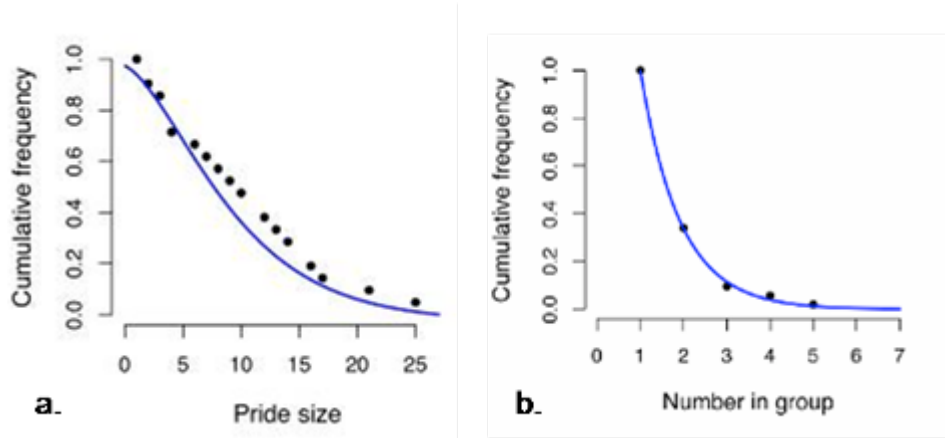 Cumulative frequency
1.0
0.8
0.6
0.4
0.2
0.0
0 5 10 15 20 25
Pride size
a.
Cumulative frequency
1.0
0.8
0.6
0.4
0.2
0.0
0 1 2 3 4 5 6 7
Number in group
b.